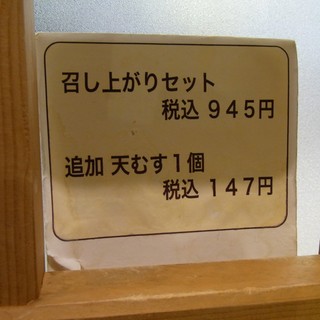 召し上がりセット
税込 ９４５円
追加 天むす１個
税込 １４７円